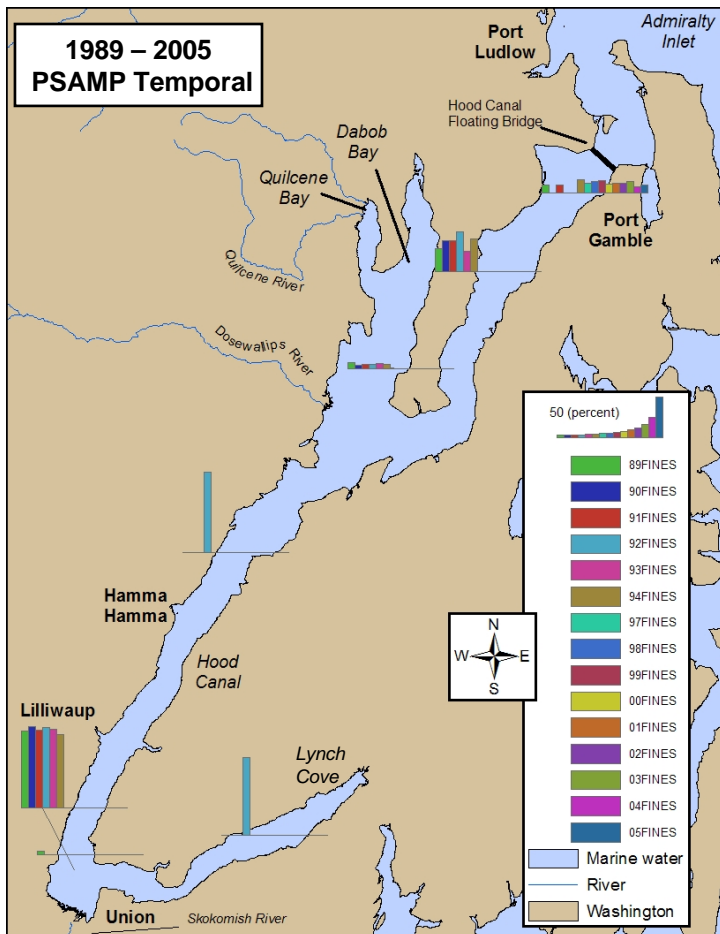 1989 – 2005
PSAMP Temporal
Port
Ludlow
Admiralty
Inlet
Hood Canal
Floating Bridge
Dabob
Bay
Quilcene
Bay
Port
Gamble
Quilcene River
Dosewallips River
50 (percent)
89FINES
90FINES
91FINES
92FINES
93FINES
94FINES
97FINES
98FINES
99FINES
00FINES
01FINES
02FINES
03FINES
04FINES
05FINES
Marine water
River
Washington
N
W
E
S
Hamma
Hamma
Hood
Canal
Lilliwaup
Lynch
Cove
Union
Skokomish River